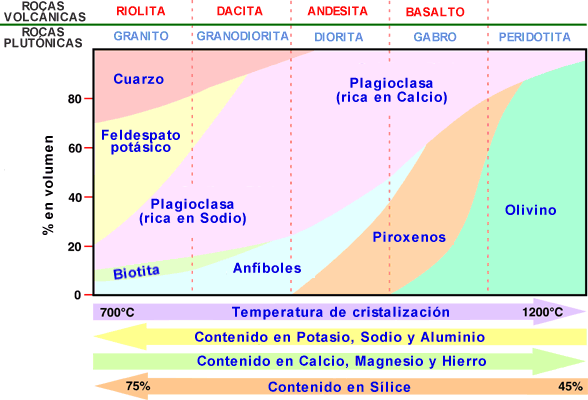 ROCAS
VOLCÁNICAS
RIOLITA
DACITA
ANDESITA
BASALTO
ROCAS
PLUTÓNICAS
GRANITO
GRANODIORITA
DIORITA
GABRO
PERIDOTITA
% en volumen
80
60
40
20
0
Cuarzo
Feldespato
potásico
Plagioclasa
(rica en Calcio)
Plagioclasa
(rica en Sodio)
Biotita
Anfiboles
Piroxenos
Olivino
700°C
Temperatura de cristalización
1200°C
Contenido en Potasio, Sodio y Aluminio
Contenido en Calcio, Magnesio y Hierro
75%
Contenido en Sílice
45%